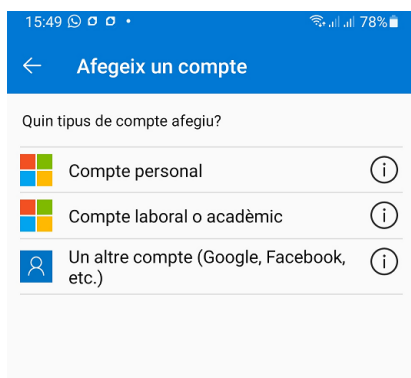 15:49 78%
Afegeix un compte
Quin tipus de compte afegiu?
Compte personal
Compte laboral o acadèmic
Un altre compte (Google, Facebook,
etc.)